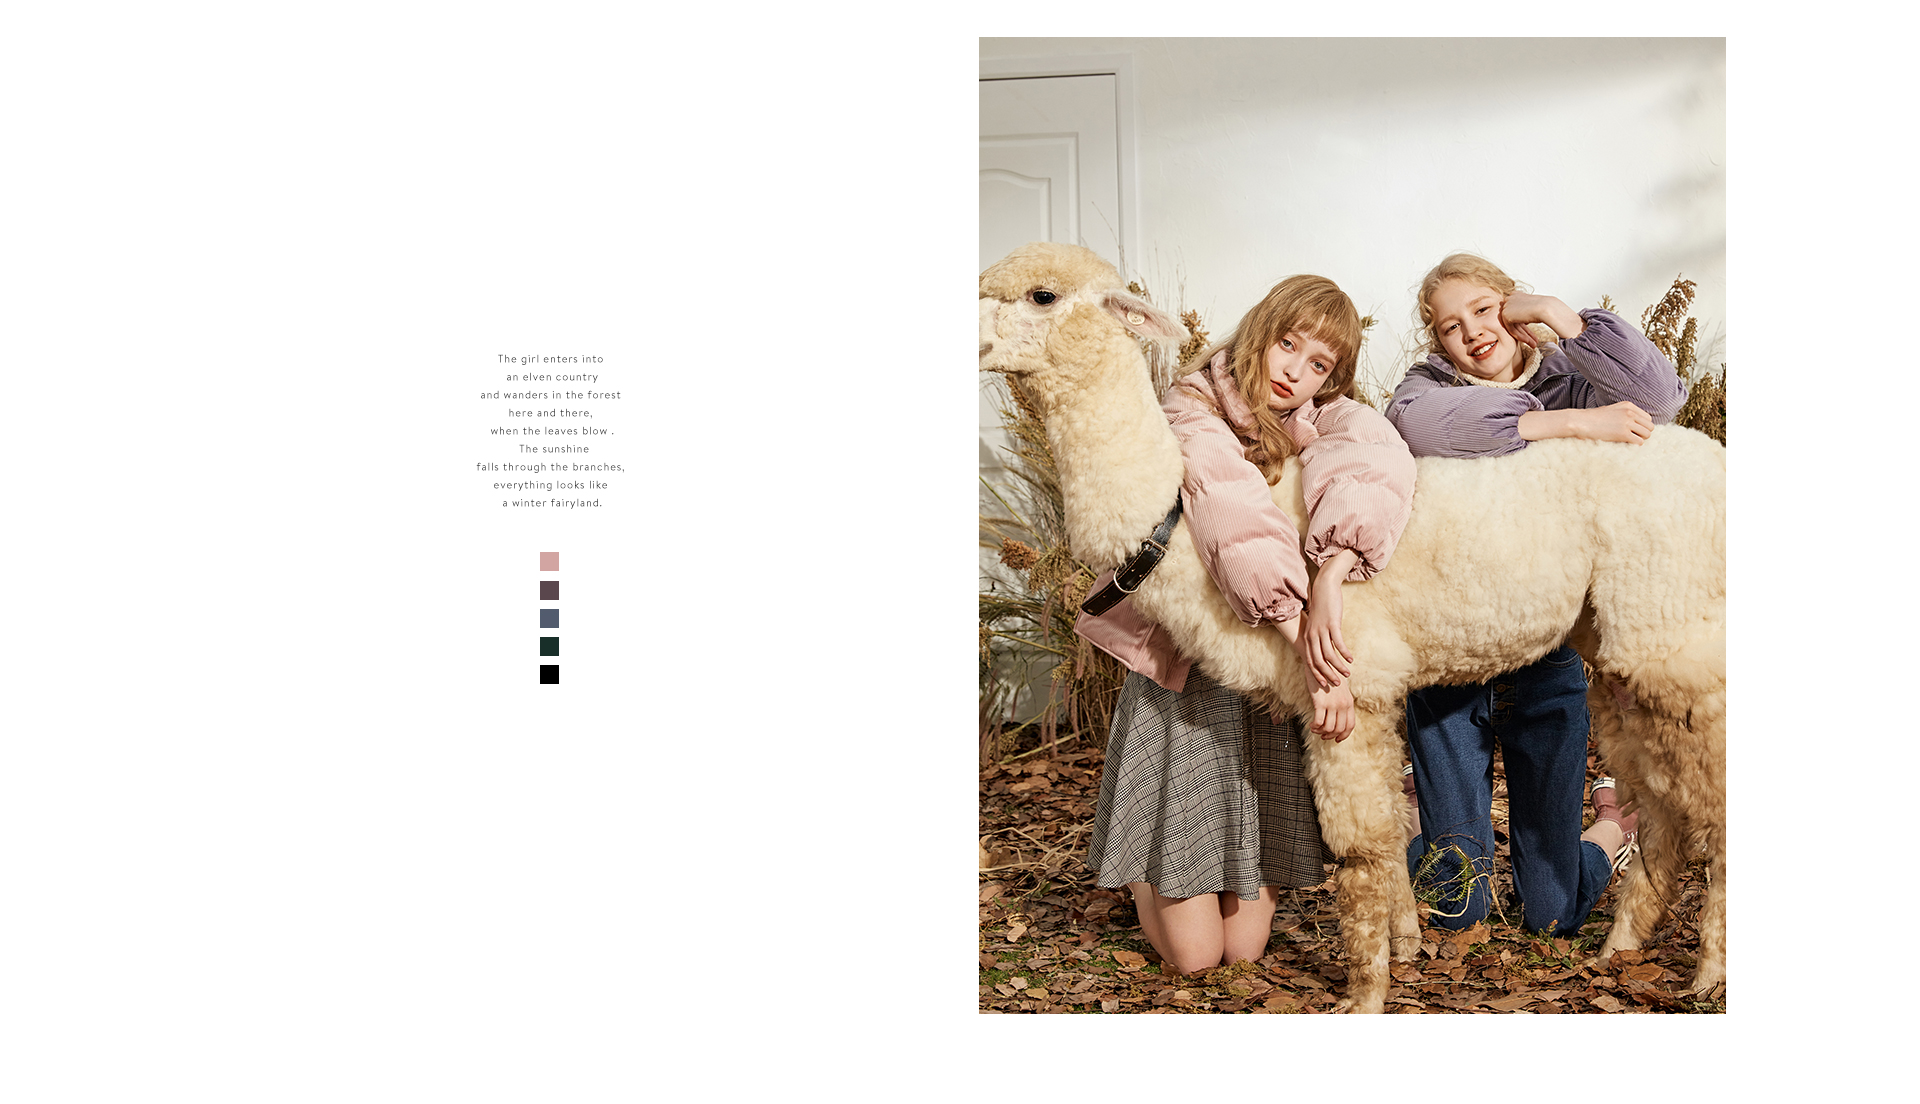 The girl enters into
an elven country
and wanders in the forest
here and there,
when the leaves blow .
The sunshine
falls through the branches,
everything looks like
a winter fairyland.